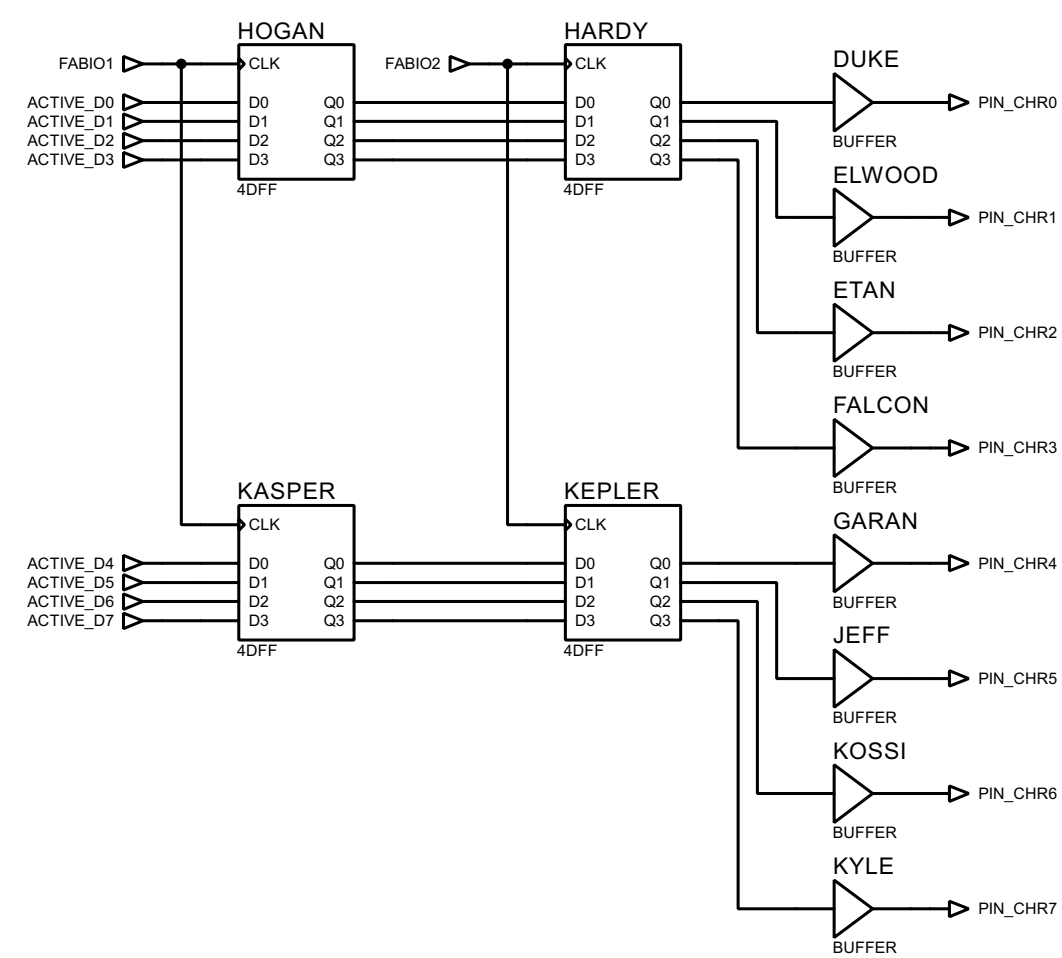 HOGAN
HARDY
FABIO1
CLK
FABIO2
CLK
DUKE
ACTIVE_D0
D0 Q0
D0 Q0
PIN_CHR0
ACTIVE_D1
D1 Q1
D1 Q1
ACTIVE_D2
D2 Q2
D2 Q2
BUFFER
ACTIVE_D3
D3 Q3
D3 Q3
4DFF
4DFF
ELWOOD
PIN_CHR1
BUFFER
ETAN
PIN_CHR2
BUFFER
FALCON
PIN_CHR3
BUFFER
KASPER
KEPLER
CLK
CLK
GARAN
ACTIVE_D4
D0 Q0
D0 Q0
PIN_CHR4
ACTIVE_D5
D1 Q1
D1 Q1
ACTIVE_D6
D2 Q2
D2 Q2
BUFFER
ACTIVE_D7
D3 Q3
D3 Q3
4DFF
4DFF
JEFF
PIN_CHR5
BUFFER
KOSSI
PIN_CHR6
BUFFER
KYLE
PIN_CHR7
BUFFER